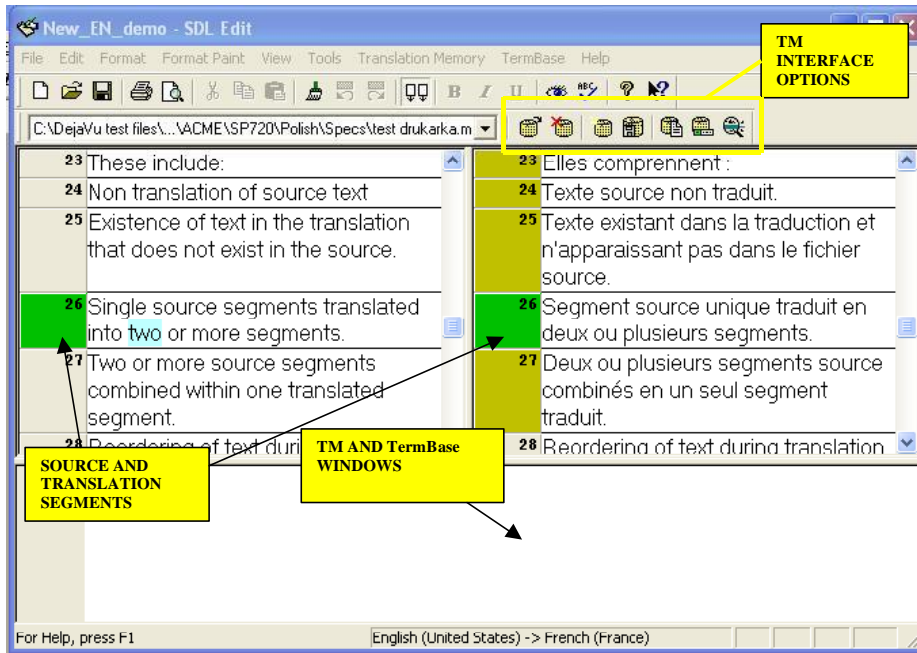 New_EN_demo - SDL Edit
File Edit Format Format Paint View Tools Translation Memory TermBase Help
TM
INTERFACE
OPTIONS
B I U ABC ? ?
C:\DejaVu test files\...\ACME\SP720\Polish\Specs\test drukarka.m
23 These include:
24 Non translation of source text
25 Existence of text in the translation
that does not exist in the source.
26 Single source segments translated
into two or more segments.
27 Two or more source segments
combined within one translated
segment.
28 Reordering of text duri
23 Elles comprennent :
24 Texte source non traduit.
25 Texte existant dans la traduction et
n'apparaissant pas dans le fichier
source.
26 Segment source unique traduit en
deux ou plusieurs segments.
27 Deux ou plusieurs segments source
combinés en un seul segment
traduit.
28 Reordering of text during translation
SOURCE AND
TRANSLATION
SEGMENTS
TM AND TermBase
WINDOWS
For Help, press F1
English (United States) -> French (France)